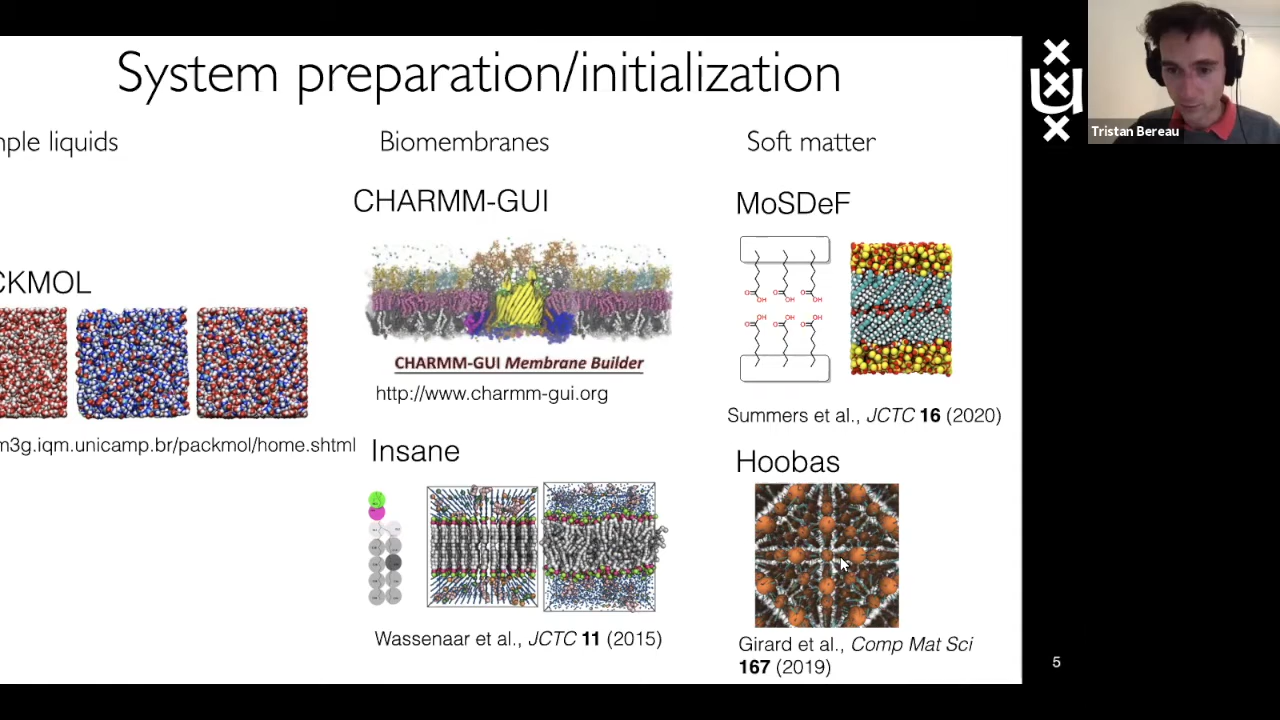 System preparation/initialization
Tristan Bereau
mple liquids
Biomembranes
Soft matter
CHARMM-GUI
MoSDeF
CKMOL
CHARMM-GUI Membrane Builder
http://www.charmm-gui.org
Summers et al., JCTC 16 (2020)
m3g.iqm.unicamp.br/packmol/home.shtml
Insane
Hoobas
Wassenaar et al., JCTC 11 (2015)
Girard et al., Comp Mat Sci
167 (2019)
5